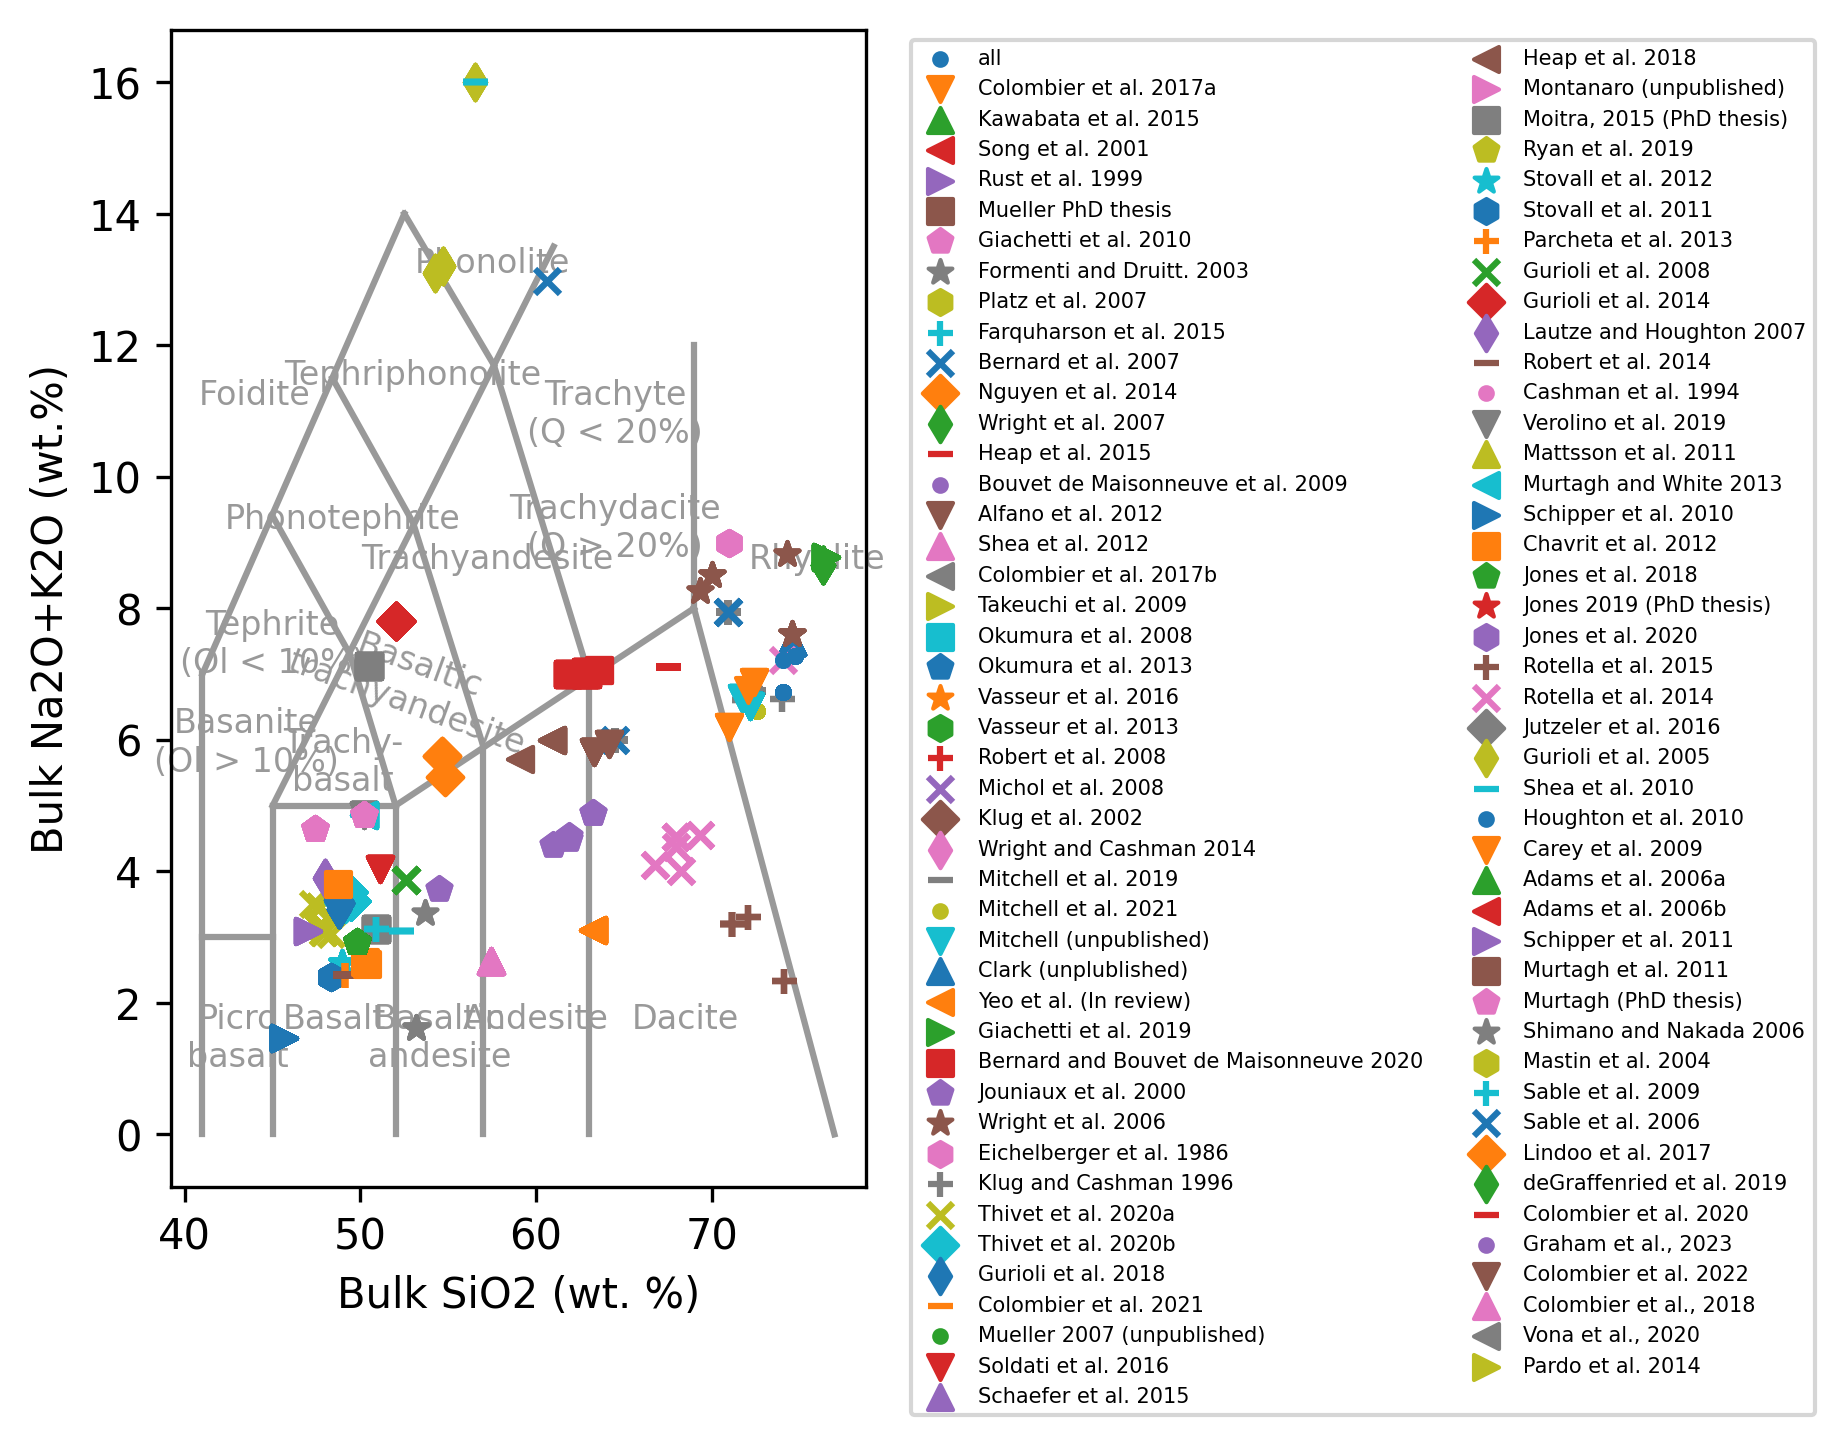 16
14
12
10
8
6
4
2
0
40
50
60
70
Bulk Na2O+K2O (wt.%)
Bulk SiO2 (wt. %)
Phonolite
Tephriphonolite
Foidite
Trachyte
(Q < 20%)
Phonotephrite
Trachydacite
(Q > 20%)
Trachyandesite
Rhyolite
Tephrite
(Ol < 10%)
Basaltic
trachyandesite
Basanite
(Ol > 10%)
Trachy-
basalt
Picro
basalt
Basalt
Basaltic
andesite
Andesite
Dacite
all
Colombier et al. 2017a
Kawabata et al. 2015
Song et al. 2001
Rust et al. 1999
Mueller PhD thesis
Giachetti et al. 2010
Formenti and Druitt. 2003
Platz et al. 2007
Farquharson et al. 2015
Bernard et al. 2007
Nguyen et al. 2014
Wright et al. 2007
Heap et al. 2015
Bouvet de Maisonneuve et al. 2009
Alfano et al. 2012
Shea et al. 2012
Colombier et al. 2017b
Takeuchi et al. 2009
Okumura et al. 2008
Okumura et al. 2013
Vasseur et al. 2016
Vasseur et al. 2013
Robert et al. 2008
Michol et al. 2008
Klug et al. 2002
Wright and Cashman 2014
Mitchell et al. 2019
Mitchell et al. 2021
Mitchell (unpublished)
Clark (unplublished)
Yeo et al. (In review)
Giachetti et al. 2019
Bernard and Bouvet de Maisonneuve 2020
Jouniaux et al. 2000
Wright et al. 2006
Eichelberger et al. 1986
Klug and Cashman 1996
Thivet et al. 2020a
Thivet et al. 2020b
Gurioli et al. 2018
Colombier et al. 2021
Mueller 2007 (unpublished)
Soldati et al. 2016
Schaefer et al. 2015
Heap et al. 2018
Montanaro (unpublished)
Moitra, 2015 (PhD thesis)
Ryan et al. 2019
Stovall et al. 2012
Stovall et al. 2011
Parcheta et al. 2013
Gurioli et al. 2008
Gurioli et al. 2014
Lautze and Houghton 2007
Robert et al. 2014
Cashman et al. 1994
Verolino et al. 2019
Mattsson et al. 2011
Murtagh and White 2013
Schipper et al. 2010
Chavrit et al. 2012
Jones et al. 2018
Jones 2019 (PhD thesis)
Jones et al. 2020
Rotella et al. 2015
Rotella et al. 2014
Jutzeler et al. 2016
Gurioli et al. 2005
Shea et al. 2010
Houghton et al. 2010
Carey et al. 2009
Adams et al. 2006a
Adams et al. 2006b
Schipper et al. 2011
Murtagh et al. 2011
Murtagh (PhD thesis)
Shimano and Nakada 2006
Mastin et al. 2004
Sable et al. 2009
Sable et al. 2006
Lindoo et al. 2017
deGraffenried et al. 2019
Colombier et al. 2020
Graham et al., 2023
Colombier et al. 2022
Colombier et al., 2018
Vona et al., 2020
Pardo et al. 2014